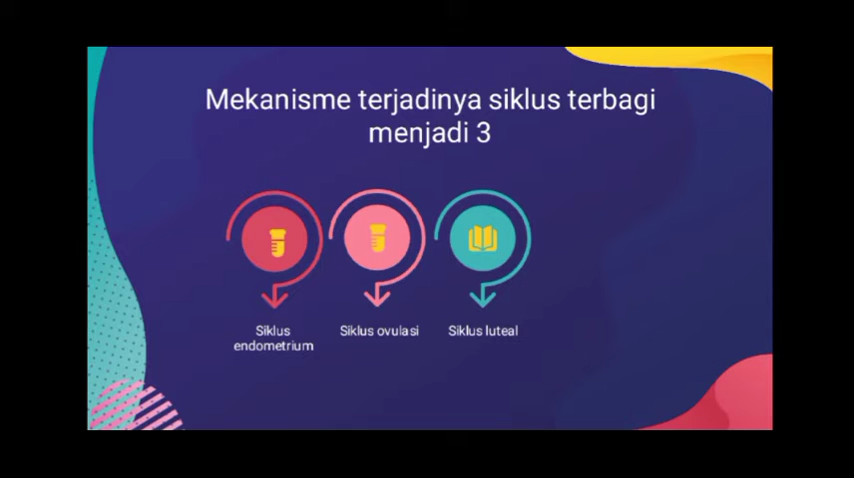 Mekanisme terjadinya siklus terbagi
menjadi 3
Siklus
endometrium
Siklus ovulasi
Siklus luteal